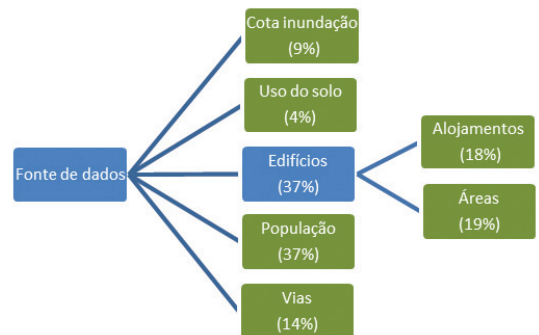 Cota inundação
(9%)
Uso do solo
(4%)
Fonte de dados
Edifícios
(37%)
Alojamentos
(18%)
Áreas
(19%)
População
(37%)
Vias
(14%)